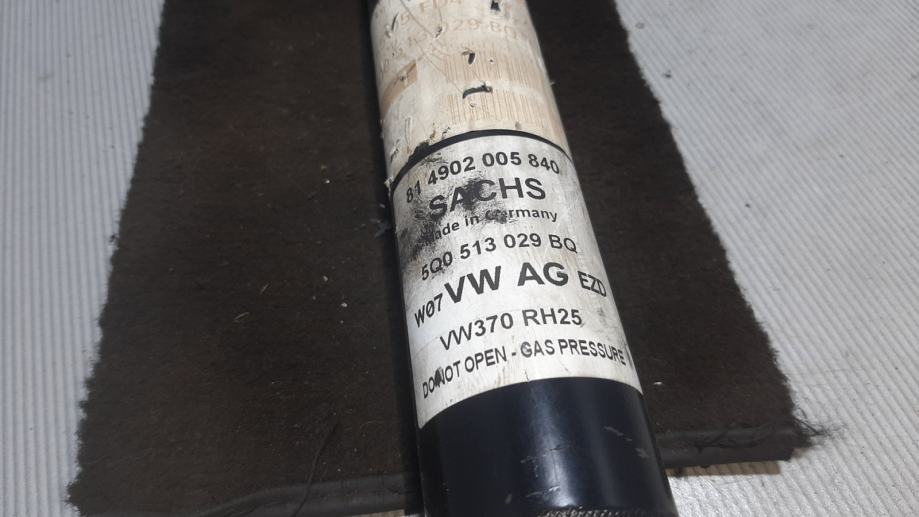 81 4902 005 840
SACHS
Made in Germany
5Q0 513 029 BQ
W07 VW AG EZD
VW370 RH25
DO NOT OPEN - GAS PRESSURE